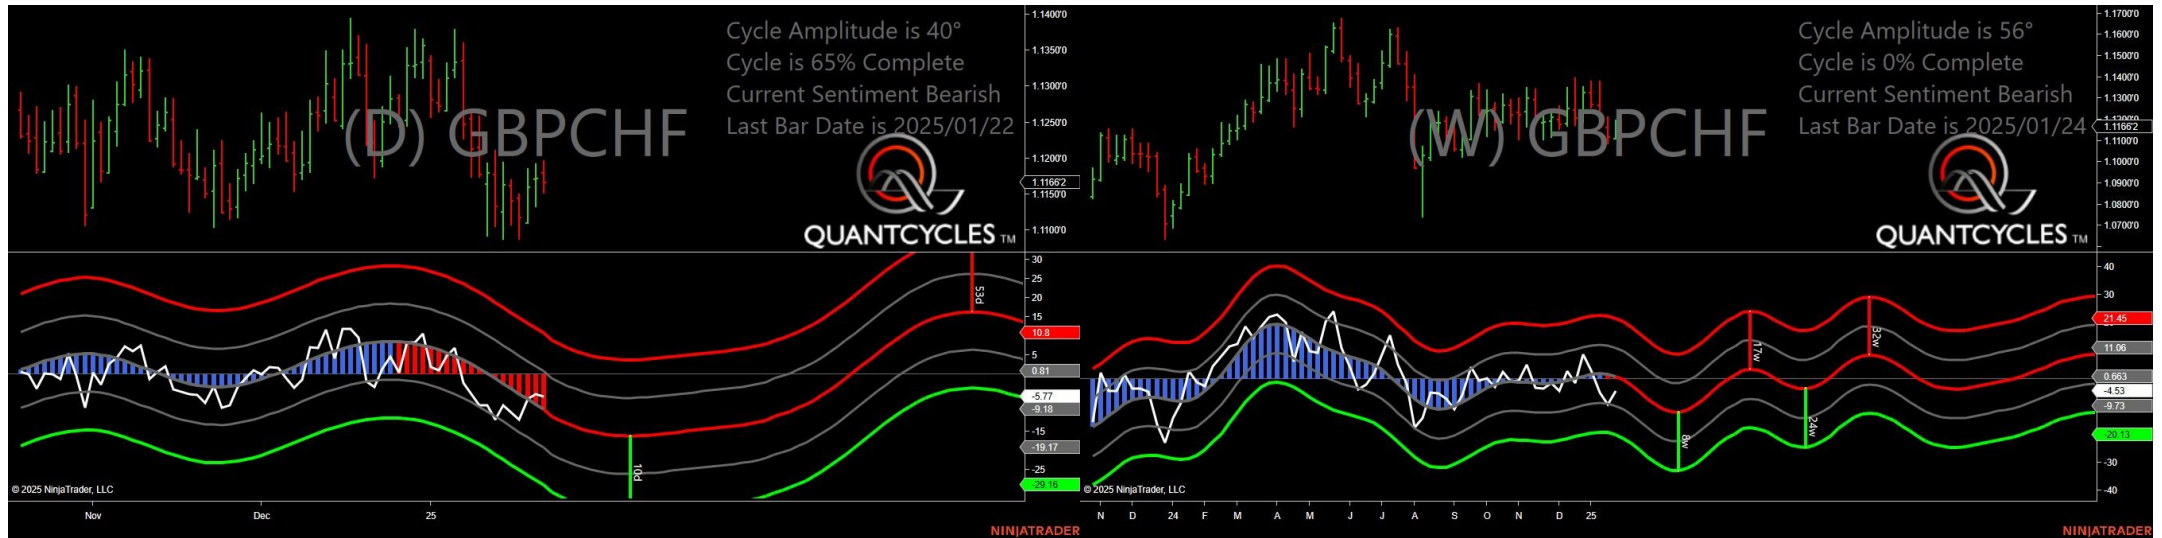 Cycle Amplitude is 40°
Cycle is 65% Complete
Current Sentiment Bearish
Last Bar Date is 2025/01/22
(D) GBPCHF
QUANTCYCLES TM
1.1400'0
1.1350'0
1.1300'0
1.1250'0
1.1200'0
1.1166'2
1.1150'0
1.1100'0
30
25
20
15
10.8
5
0.81
-5.77
-9.18
-15
-19.17
-25
-29.16
53d
10d
© 2025 NinjaTrader, LLC
Nov Dec 25
NINJATRADER
Cycle Amplitude is 56°
Cycle is 0% Complete
Current Sentiment Bearish
Last Bar Date is 2025/01/24
(W) GBPCHF
QUANTCYCLES TM
1.1700'0
1.1600'0
1.1500'0
1.1400'0
1.1300'0
1.1166'2
1.1100'0
1.1000'0
1.0900'0
1.0800'0
1.0700'0
40
30
21.45
11.06
0.663
-4.53
-9.73
-20.13
-30
-40
17w
32w
8w
24w
© 2025 NinjaTrader, LLC
N D 24 F M A M J J A S O N D 25
NINJATRADER